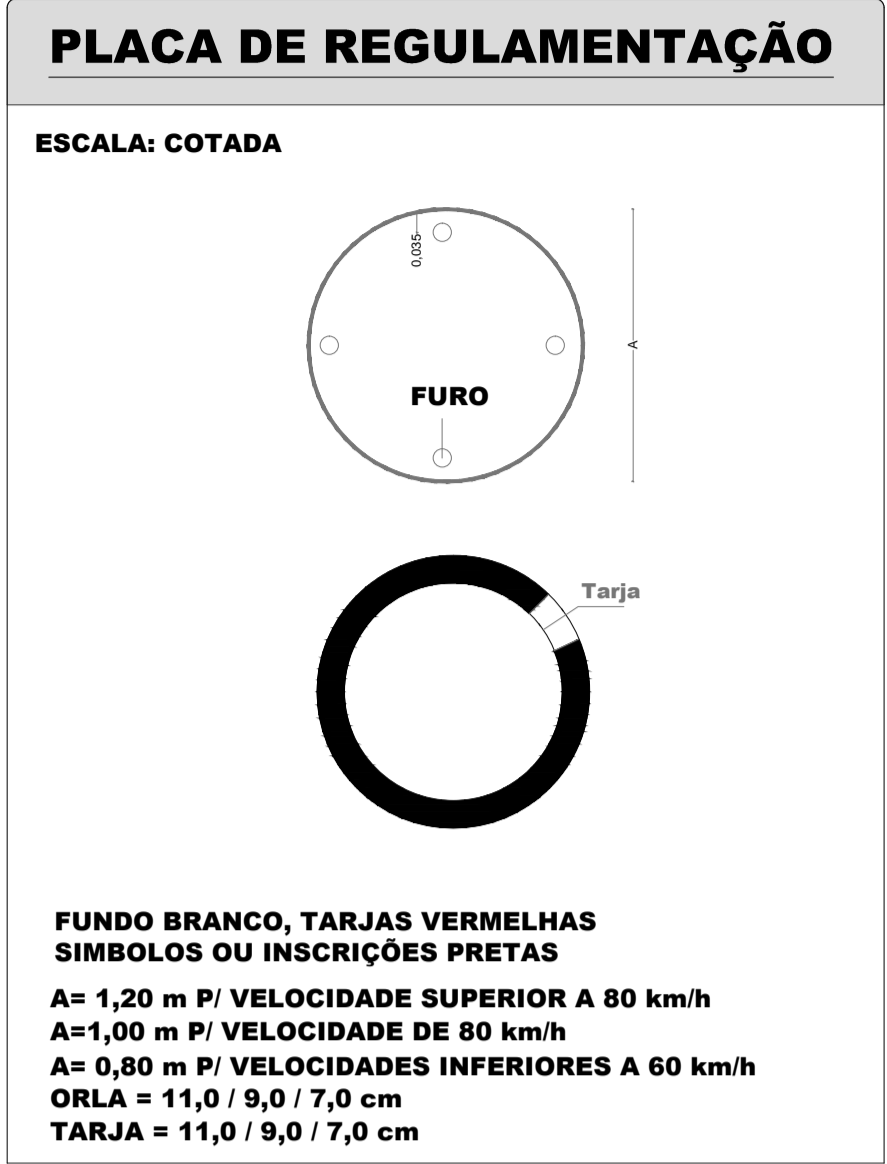 PLACA DE REGULAMENTAÇÃO
ESCALA: COTADA
0,035
A
FURO
Tarja
FUNDO BRANCO, TARJAS VERMELHAS
SIMBOLOS OU INSCRIÇÕES PRETAS
A= 1,20 m P/ VELOCIDADE SUPERIOR A 80 km/h
A=1,00 m P/ VELOCIDADE DE 80 km/h
A= 0,80 m P/ VELOCIDADES INFERIORES A 60 km/h
ORLA = 11,0 / 9,0 / 7,0 cm
TARJA = 11,0 / 9,0 / 7,0 cm